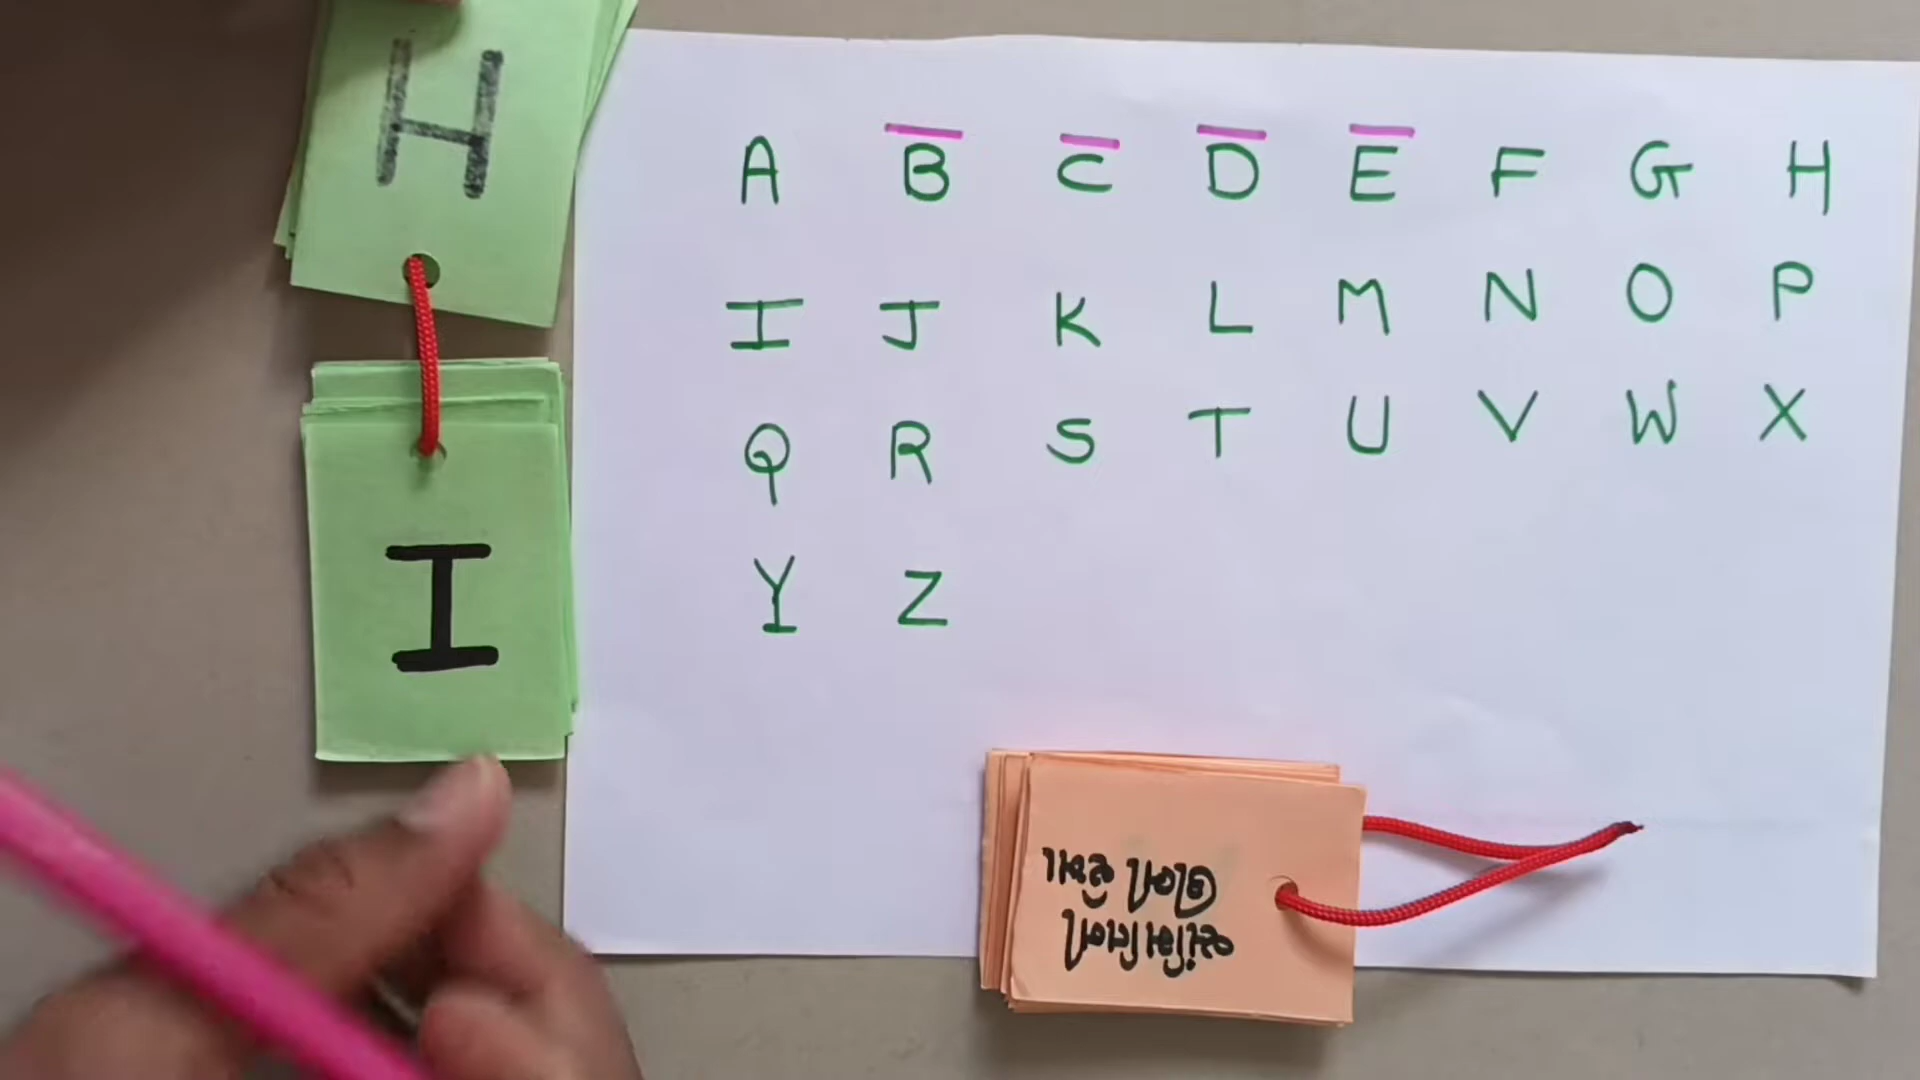 H
I
A B C D E F G H
I J K L M N O P
Q R S T U V W X
Y Z